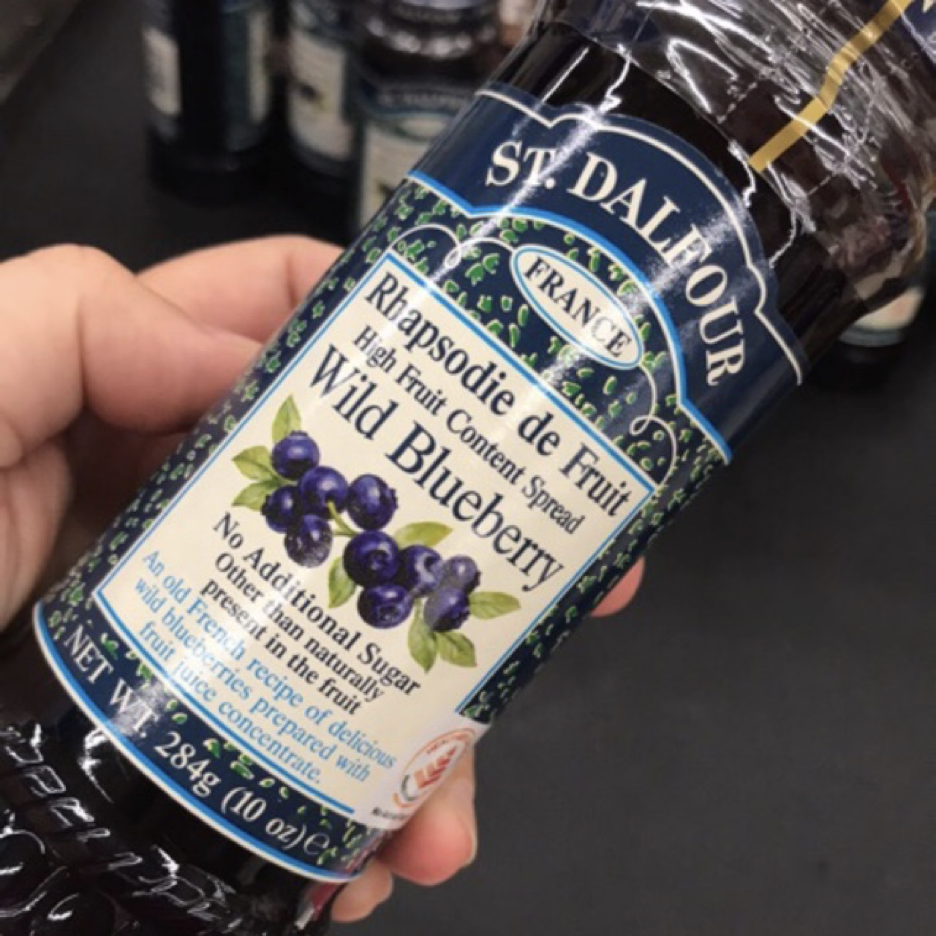 ST. DALFOUR
FRANCE
Rhapsodie de Fruit
High Fruit Content Spread
Wild Blueberry
No Additional Sugar
Other than naturally
present in the fruit
An old French recipe of delicious
wild blueberries prepared with
fruit juice concentrate.
NET WT. 284g (10 oz) ℮